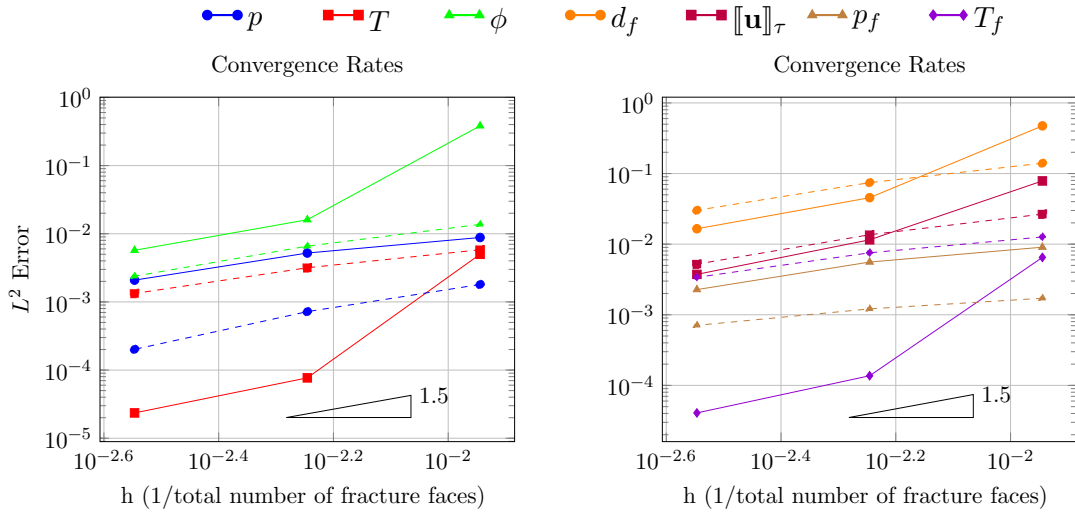 p T ϕ d_f [[𝐮]]_τ p_f T_f
Convergence Rates
10^0
10^−1
10^−2
10^−3
10^−4
10^−5
L^2 Error
1.5
10^−2.6 10^−2.4 10^−2.2 10^−2
h (1/total number of fracture faces)
Convergence Rates
10^0
10^−1
10^−2
10^−3
10^−4
1.5
10^−2.6 10^−2.4 10^−2.2 10^−2
h (1/total number of fracture faces)